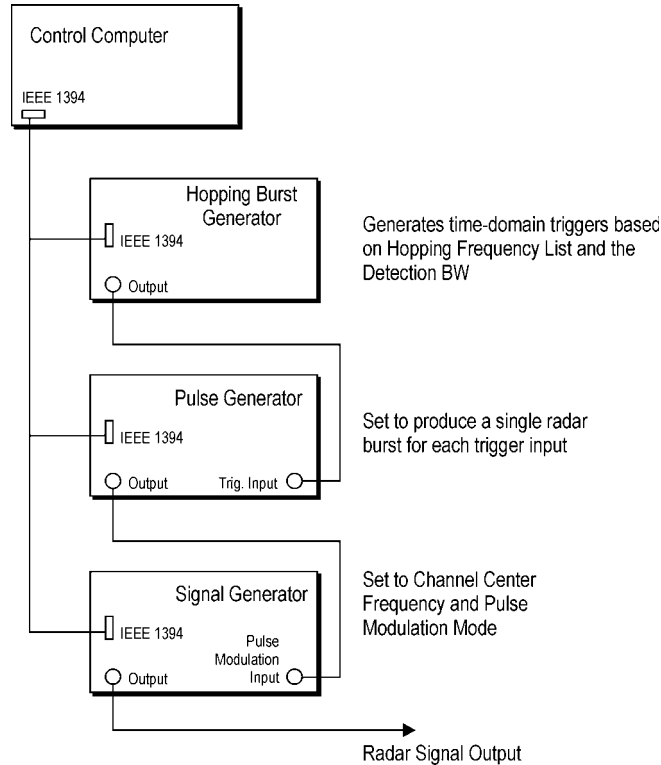 Control Computer
IEEE 1394
Hopping Burst
Generator
IEEE 1394
Output
Generates time-domain triggers based
on Hopping Frequency List and the
Detection BW
Pulse Generator
IEEE 1394
Output
Trig. Input
Set to produce a single radar
burst for each trigger input
Signal Generator
IEEE 1394
Pulse
Modulation
Input
Output
Set to Channel Center
Frequency and Pulse
Modulation Mode
Radar Signal Output